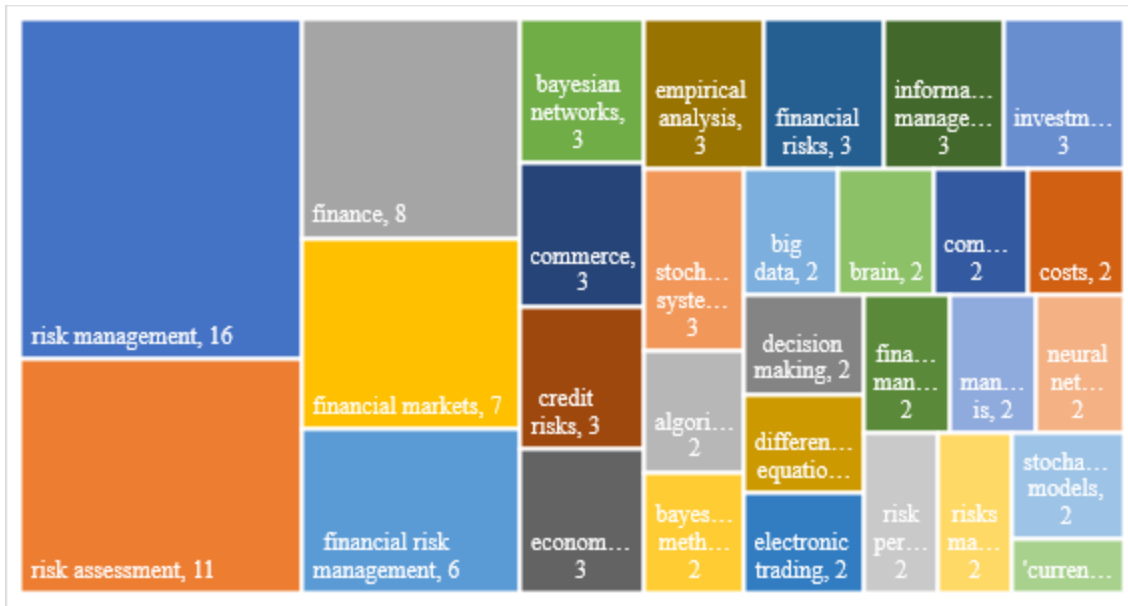 risk management, 16
risk assessment, 11
finance, 8
financial markets, 7
financial risk
management, 6
bayesian
networks,
3
commerce,
3
credit
risks, 3
econom…
3
empirical
analysis,
3
financial
risks, 3
informa…
manage…
3
investm…
3
stoch…
syste…
3
algori…
2
bayes…
meth…
2
big
data, 2
brain, 2
com…
2
costs, 2
decision
making, 2
differen…
equatio…
electronic
trading, 2
fina…
man…
2
man…
is, 2
neural
net…
2
risk
per…
2
risks
ma…
2
stocha…
models,
2
'curren…